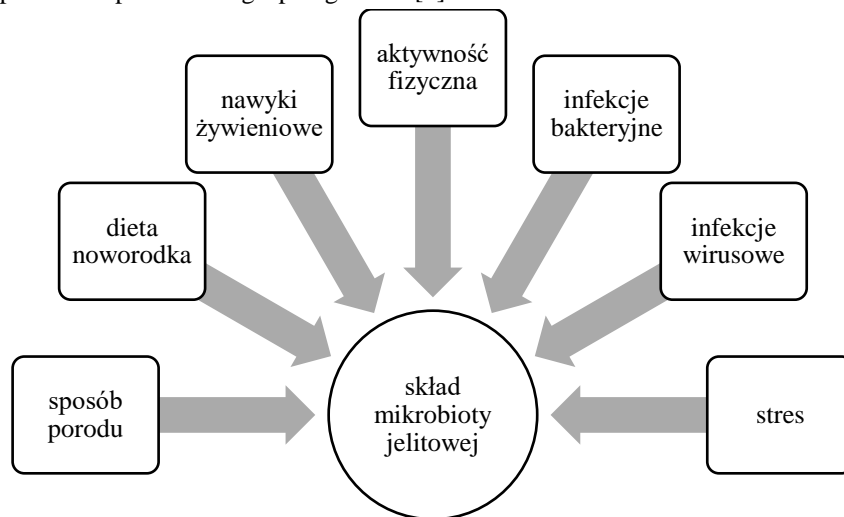 aktywność
fizyczna
nawyki
żywieniowe
infekcje
bakteryjne
dieta
noworodka
infekcje
wirusowe
sposób
porodu
skład
mikrobioty
jelitowej
stres